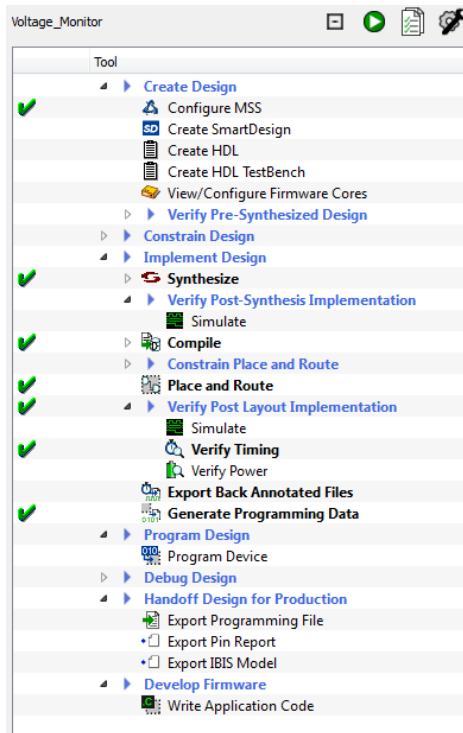 Voltage_Monitor
Tool
Create Design
Configure MSS
SD Create SmartDesign
Create HDL
Create HDL TestBench
View/Configure Firmware Cores
Verify Pre-Synthesized Design
Constrain Design
Implement Design
Synthesize
Verify Post-Synthesis Implementation
Simulate
Compile
Constrain Place and Route
Place and Route
Verify Post Layout Implementation
Simulate
Verify Timing
Verify Power
Export Back Annotated Files
Generate Programming Data
Program Design
Program Device
Debug Design
Handoff Design for Production
Export Programming File
Export Pin Report
Export IBIS Model
Develop Firmware
Write Application Code